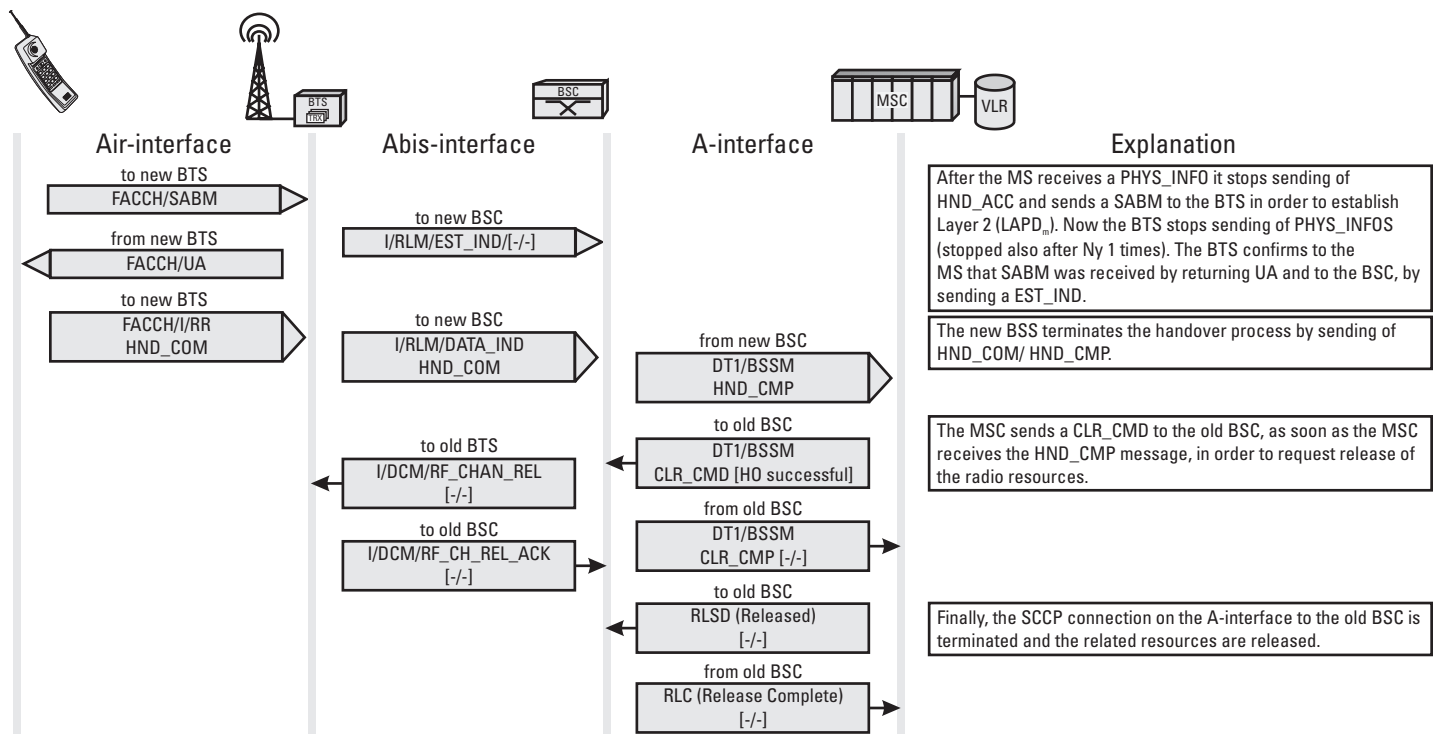 BTS
TRX
BSC
MSC
VLR
Air-interface
Abis-interface
A-interface
Explanation
to new BTS
FACCH/SABM
to new BSC
I/RLM/EST_IND/[-/-]
from new BTS
FACCH/UA
After the MS receives a PHYS_INFO it stops sending of
HND_ACC and sends a SABM to the BTS in order to establish
Layer 2 (LAPDm). Now the BTS stops sending of PHYS_INFOS
(stopped also after Ny 1 times). The BTS confirms to the
MS that SABM was received by returning UA and to the BSC, by
sending a EST_IND.
to new BTS
FACCH/I/RR
HND_COM
to new BSC
I/RLM/DATA_IND
HND_COM
from new BSC
DT1/BSSM
HND_CMP
The new BSS terminates the handover process by sending of
HND_COM/ HND_CMP.
to old BSC
DT1/BSSM
CLR_CMD [HO successful]
The MSC sends a CLR_CMD to the old BSC, as soon as the MSC
receives the HND_CMP message, in order to request release of
the radio resources.
to old BTS
I/DCM/RF_CHAN_REL
[-/-]
from old BSC
DT1/BSSM
CLR_CMP [-/-]
to old BSC
I/DCM/RF_CH_REL_ACK
[-/-]
to old BSC
RLSD (Released)
[-/-]
Finally, the SCCP connection on the A-interface to the old BSC is
terminated and the related resources are released.
from old BSC
RLC (Release Complete)
[-/-]